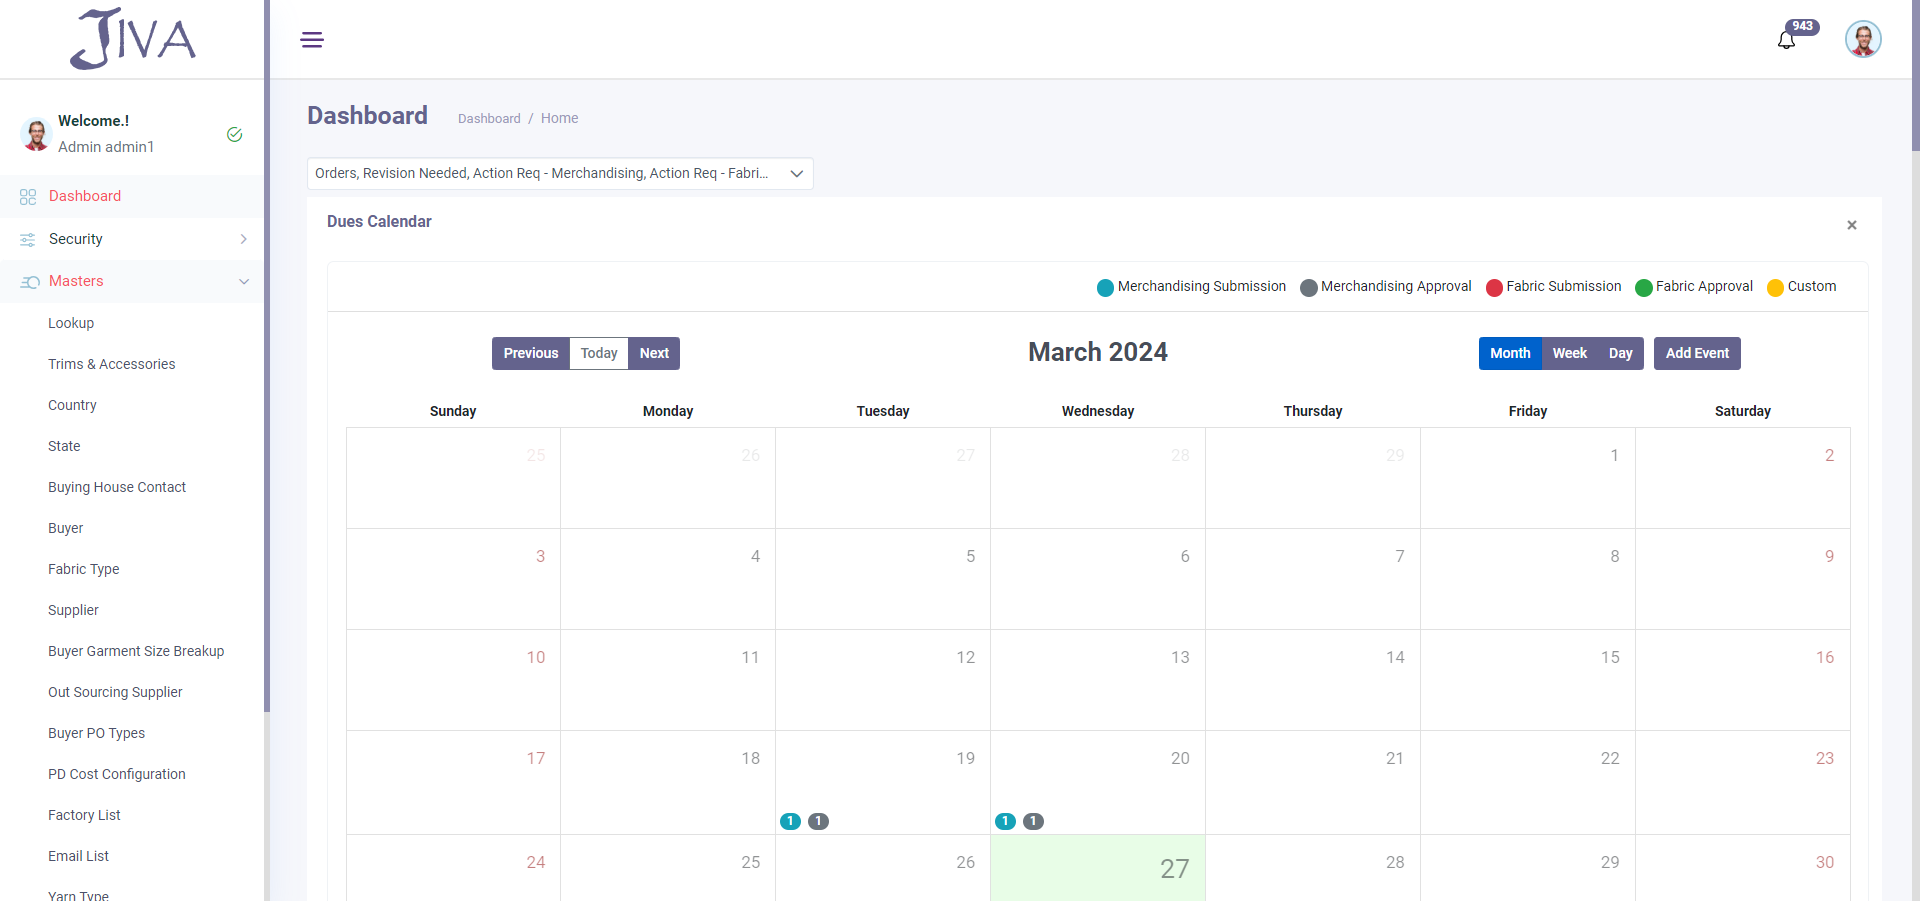 JIVA
943
Welcome.!
Admin admin1
Dashboard
Security
Masters
Lookup
Trims & Accessories
Country
State
Buying House Contact
Buyer
Fabric Type
Supplier
Buyer Garment Size Breakup
Out Sourcing Supplier
Buyer PO Types
PD Cost Configuration
Factory List
Email List
Yarn Type
Dashboard
Dashboard / Home
Orders, Revision Needed, Action Req - Merchandising, Action Req - Fabri...
Dues Calendar
×
Merchandising Submission Merchandising Approval Fabric Submission Fabric Approval Custom
Previous Today Next
March 2024
Month Week Day Add Event
Sunday Monday Tuesday Wednesday Thursday Friday Saturday
25 26 27 28 29 1 2
3 4 5 6 7 8 9
10 11 12 13 14 15 16
17 18 19 20 21 22 23
1 1 1 1
24 25 26 27 28 29 30